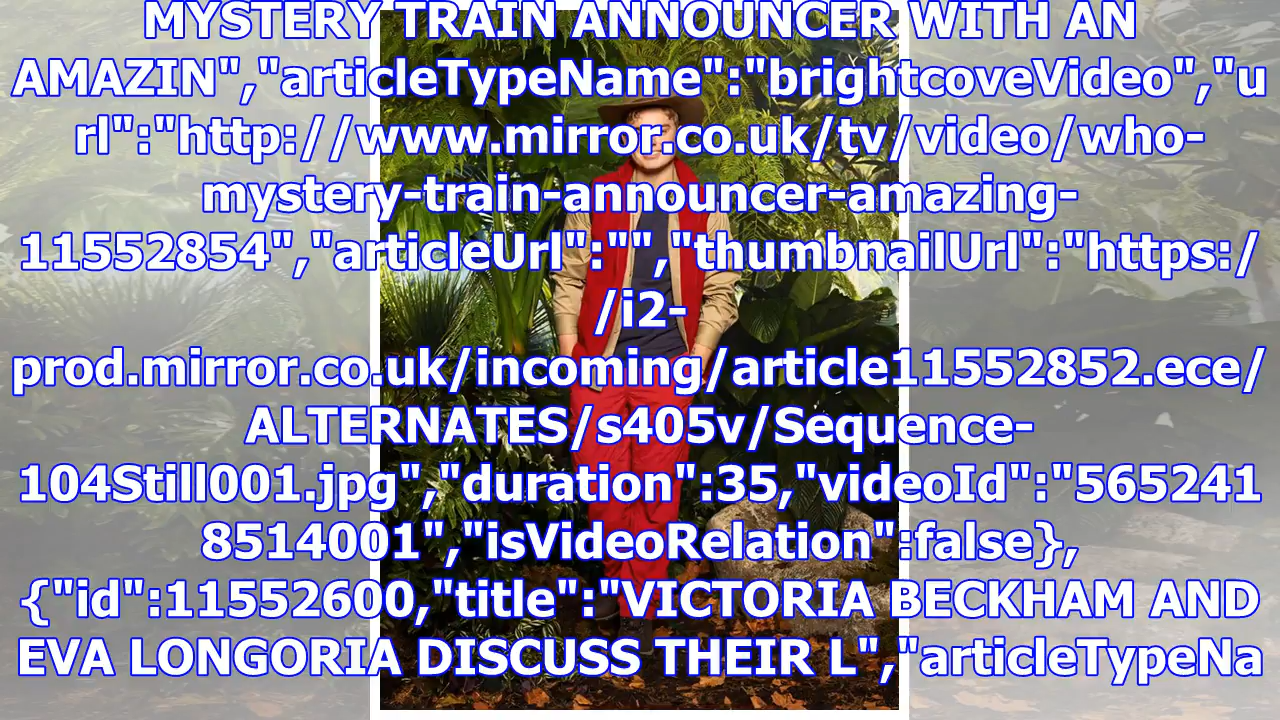 MYSTERY TRAIN ANNOUNCER WITH AN
AMAZIN","articleTypeName":"brightcoveVideo","u
rl":"http://www.mirror.co.uk/tv/video/who-
mystery-train-announcer-amazing-
11552854","articleUrl":"","thumbnailUrl":"https:/
/i2-
prod.mirror.co.uk/incoming/article11552852.ece/
ALTERNATES/s405v/Sequence-
104Still001.jpg","duration":35,"videoId":"565241
8514001","isVideoRelation":false},
{"id":11552600,"title":"VICTORIA BECKHAM AND
EVA LONGORIA DISCUSS THEIR L","articleTypeNa